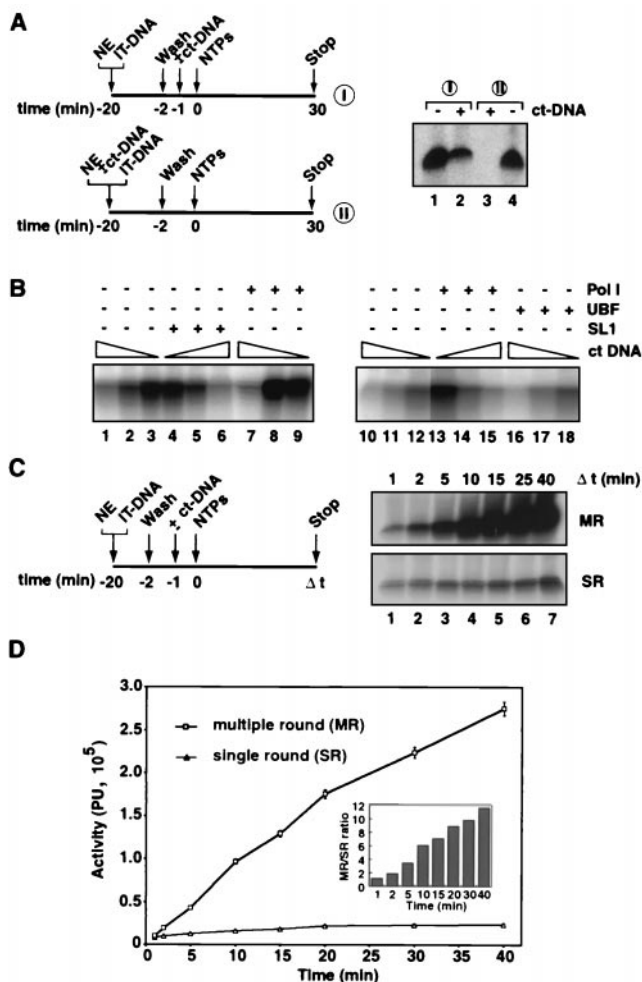 A
NE
IT-DNA
Wash
±ct-DNA
NTPs
Stop
time (min) -20 -2 -1 0 30
I
NE
±ct-DNA
IT-DNA
Wash
NTPs
Stop
time (min) -20 -2 0 30
II
I II
- + + - ct-DNA
1 2 3 4
B
- - - - - - + + +
- - - - - - - - -
- - - + + + - - -
1 2 3 4 5 6 7 8 9
- - - + + + - - - Pol I
- - - - - - + + + UBF
- - - - - - - - - SL1
ct DNA
10 11 12 13 14 15 16 17 18
C
NE
IT-DNA
Wash
± ct-DNA
NTPs
Stop
time (min) -20 -2 -1 0 Δ t
1 2 5 10 15 25 40 Δ t (min)
MR
SR
1 2 3 4 5 6 7
D
Activity (PU, 10⁵)
3.0
2.5
2.0
1.5
1.0
0.5
0
multiple round (MR)
single round (SR)
MR/SR ratio
12
10
8
6
4
2
0
1 2 5 10 15 20 30 40
Time (min)
0 5 10 15 20 25 30 35 40
Time (min)